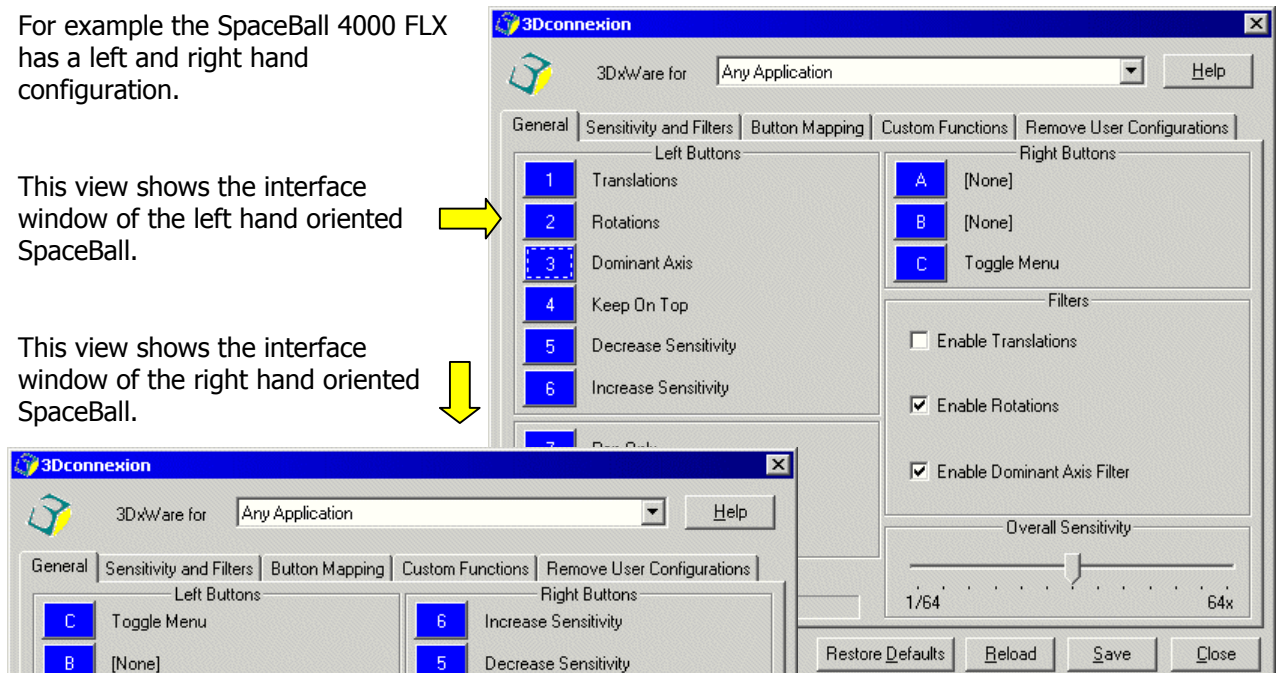 For example the SpaceBall 4000 FLX
has a left and right hand
configuration.
This view shows the interface
window of the left hand oriented
SpaceBall.
This view shows the interface
window of the right hand oriented
SpaceBall.
3Dconnexion
3DxWare for Any Application Help
General Sensitivity and Filters Button Mapping Custom Functions Remove User Configurations
Left Buttons
1 Translations
2 Rotations
3 Dominant Axis
4 Keep On Top
5 Decrease Sensitivity
6 Increase Sensitivity
Right Buttons
A [None]
B [None]
C Toggle Menu
Filters
Enable Translations
Enable Rotations
Enable Dominant Axis Filter
Overall Sensitivity
1/64 64x
Restore Defaults Reload Save Close
3Dconnexion
3DxWare for Any Application Help
General Sensitivity and Filters Button Mapping Custom Functions Remove User Configurations
Left Buttons
C Toggle Menu
B [None]
Right Buttons
6 Increase Sensitivity
5 Decrease Sensitivity